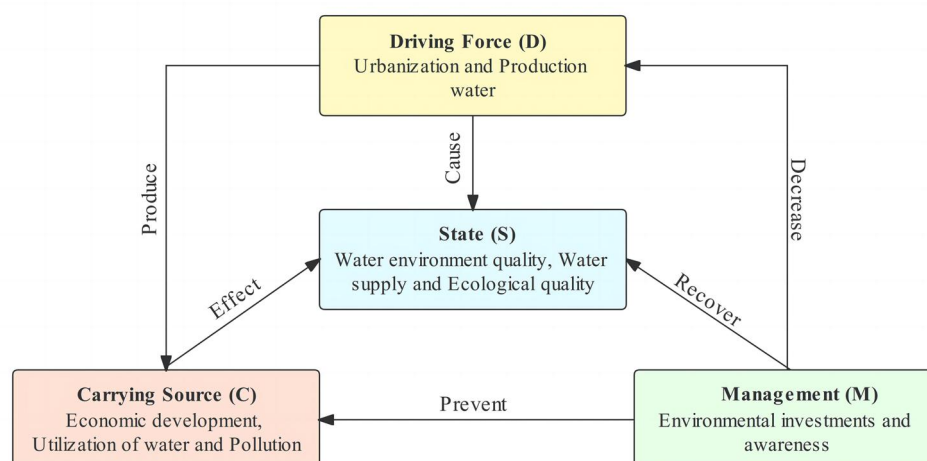 Driving Force (D)
Urbanization and Production
water
Produce
Cause
Decrease
State (S)
Water environment quality, Water
supply and Ecological quality
Effect
Recover
Carrying Source (C)
Economic development,
Utilization of water and Pollution
Prevent
Management (M)
Environmental investments and
awareness